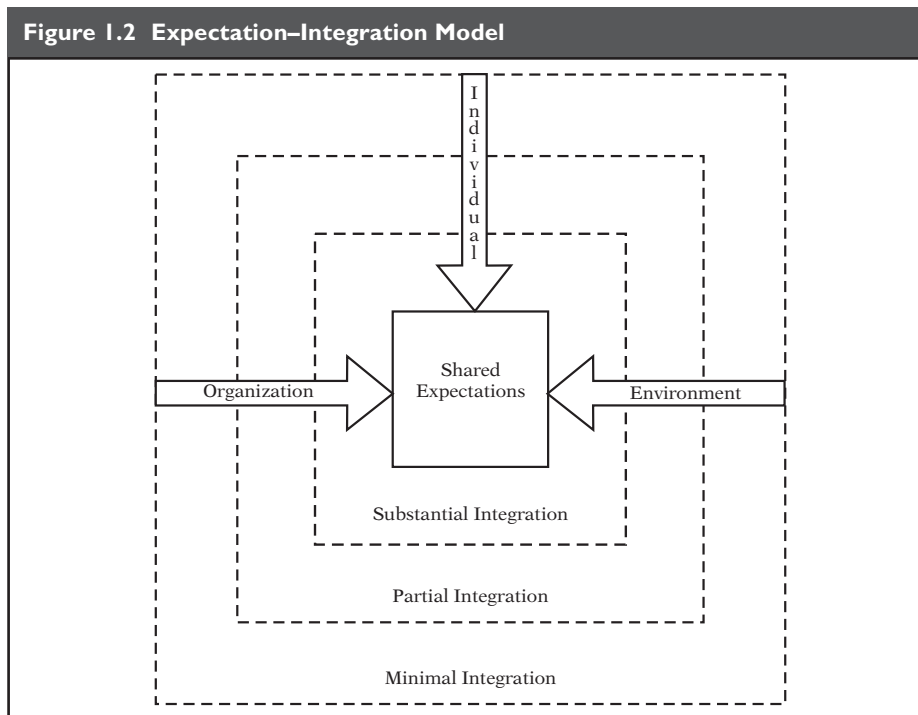 Figure 1.2 Expectation–Integration Model
Individual
Shared
Expectations
Organization
Environment
Substantial Integration
Partial Integration
Minimal Integration